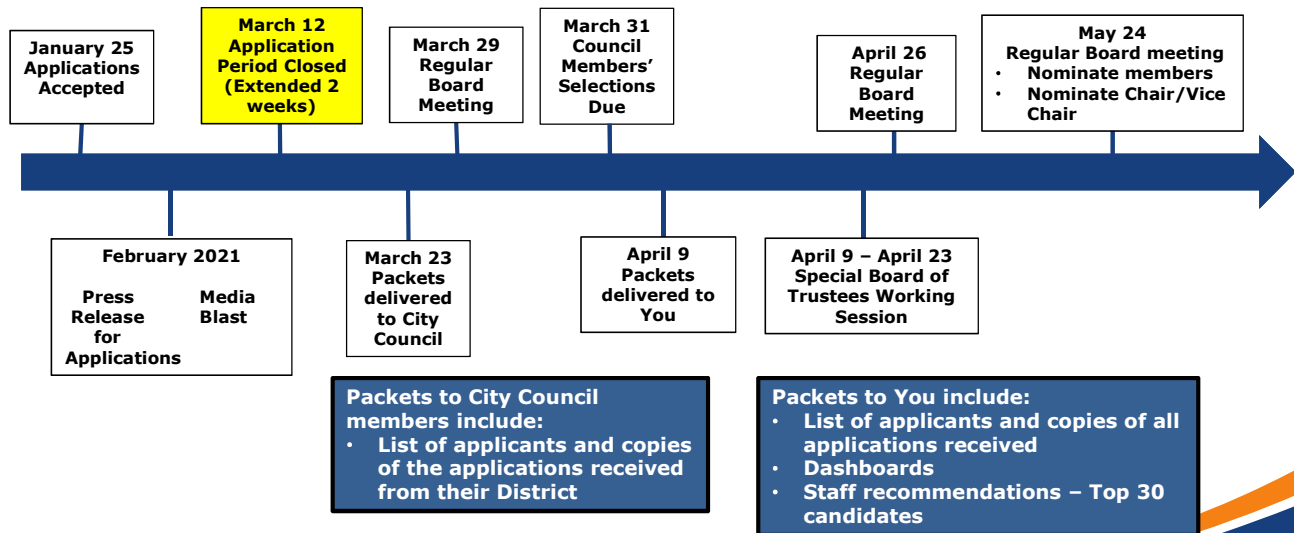 January 25
Applications
Accepted
March 12
Application
Period Closed
(Extended 2
weeks)
March 29
Regular
Board
Meeting
March 31
Council
Members’
Selections
Due
April 26
Regular
Board
Meeting
May 24
Regular Board meeting
• Nominate members
• Nominate Chair/Vice
Chair
February 2021
Press
Release
for
Applications
Media
Blast
March 23
Packets
delivered
to City
Council
April 9
Packets
delivered to
You
April 9 – April 23
Special Board of
Trustees Working
Session
Packets to City Council
members include:
• List of applicants and copies
of the applications received
from their District
Packets to You include:
• List of applicants and copies of all
applications received
• Dashboards
• Staff recommendations – Top 30
candidates